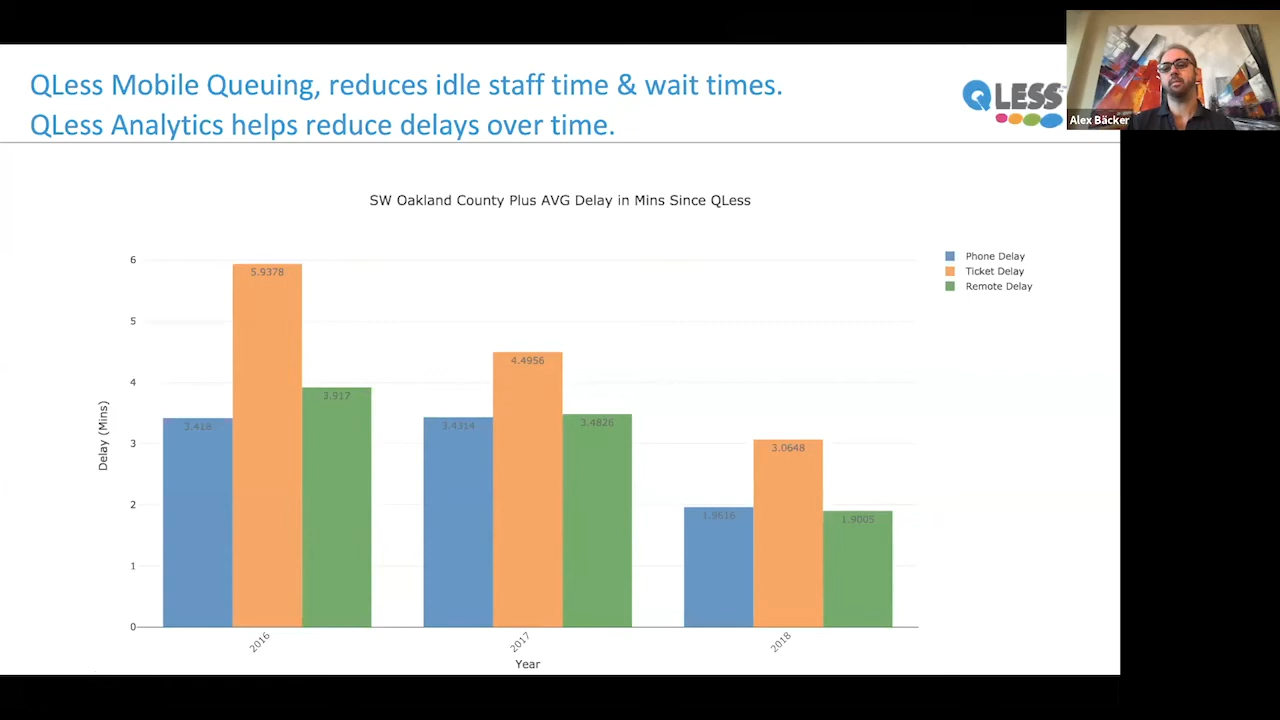 QLess Mobile Queuing, reduces idle staff time & wait times.
QLess Analytics helps reduce delays over time.
QLESS
Alex Bäcker
SW Oakland County Plus AVG Delay in Mins Since QLess
Phone Delay
Ticket Delay
Remote Delay
Delay (Mins)
6
5
4
3
2
1
0
3.418
5.9378
3.917
3.4314
4.4956
3.4826
1.9616
3.0648
1.9005
2016
2017
2018
Year